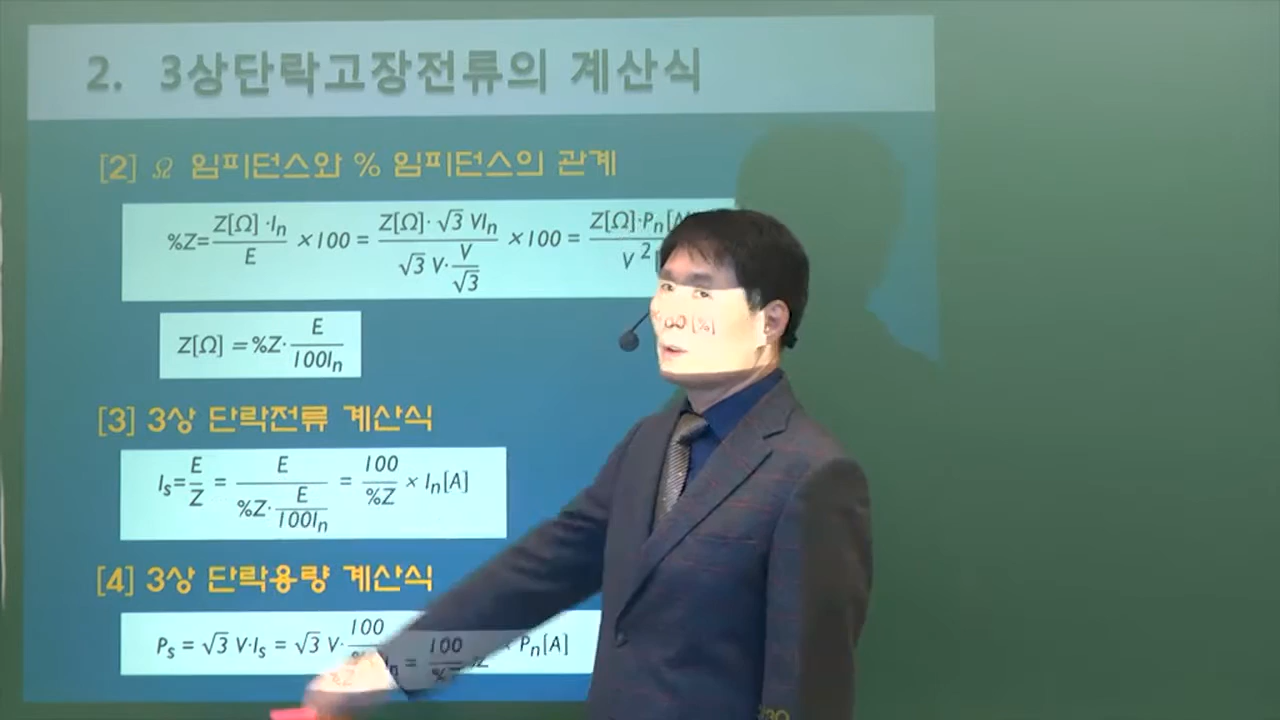 2. 3상단락고장전류의 계산식
[2] Ω 임피던스와 % 임피던스의 관계
%Z= Z[Ω]·In / E ×100 = Z[Ω]·√3 VIn / √3 V·V/√3 ×100 = Z[Ω]·Pn / V²
00 [%]
Z[Ω] =%Z· E / 100In
[3] 3상 단락전류 계산식
Is= E/Z = E / %Z· E/100In = 100/%Z × In[A]
[4] 3상 단락용량 계산식
Ps = √3 V·Is = √3 V· 100/%Z In = 100/%Z × Pn[A]